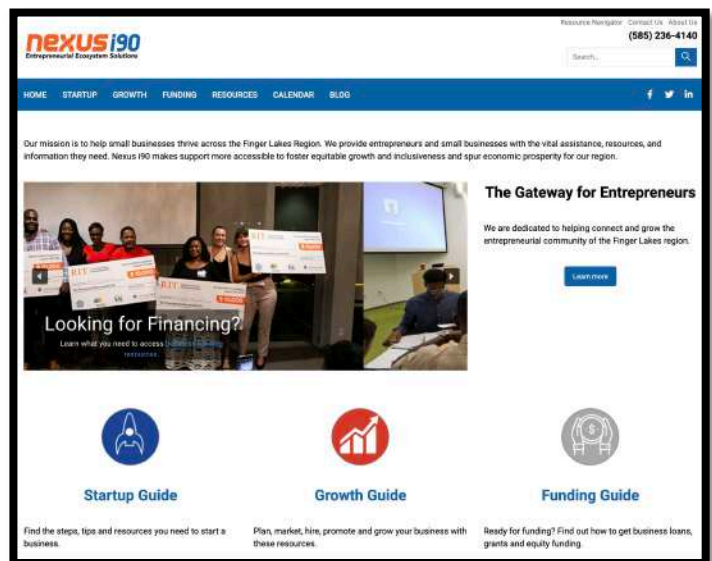 Resource Navigator Contact Us About Us
(585) 236-4140
nexus i90
Entrepreneurial Ecosystem Solutions
Search...
HOME STARTUP GROWTH FUNDING RESOURCES CALENDAR BLOG
Our mission is to help small businesses thrive across the Finger Lakes Region. We provide entrepreneurs and small businesses with the vital assistance, resources, and
information they need. Nexus I90 makes support more accessible to foster equitable growth and inclusiveness and spur economic prosperity for our region.
The Gateway for Entrepreneurs
We are dedicated to helping connect and grow the
entrepreneurial community of the Finger Lakes region.
Learn more
RIT
RIT
RIT
Looking for Financing?
Learn what you need to access business funding
resources.
Startup Guide
Growth Guide
Funding Guide
Find the steps, tips and resources you need to start a
business.
Plan, market, hire, promote and grow your business with
these resources.
Ready for funding? Find out how to get business loans,
grants and equity funding.